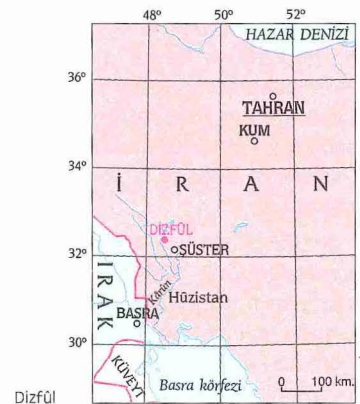 48° 50° 52°
HAZAR DENİZİ
36°
TAHRAN
KUM
34°
İ R A N
DİZFÛL
ŞÜSTER
32°
IRAK
Kârûn
Hûzistan
BASRA
30°
KÜVEYT
Basra körfezi
0 100 km.
Dizfûl